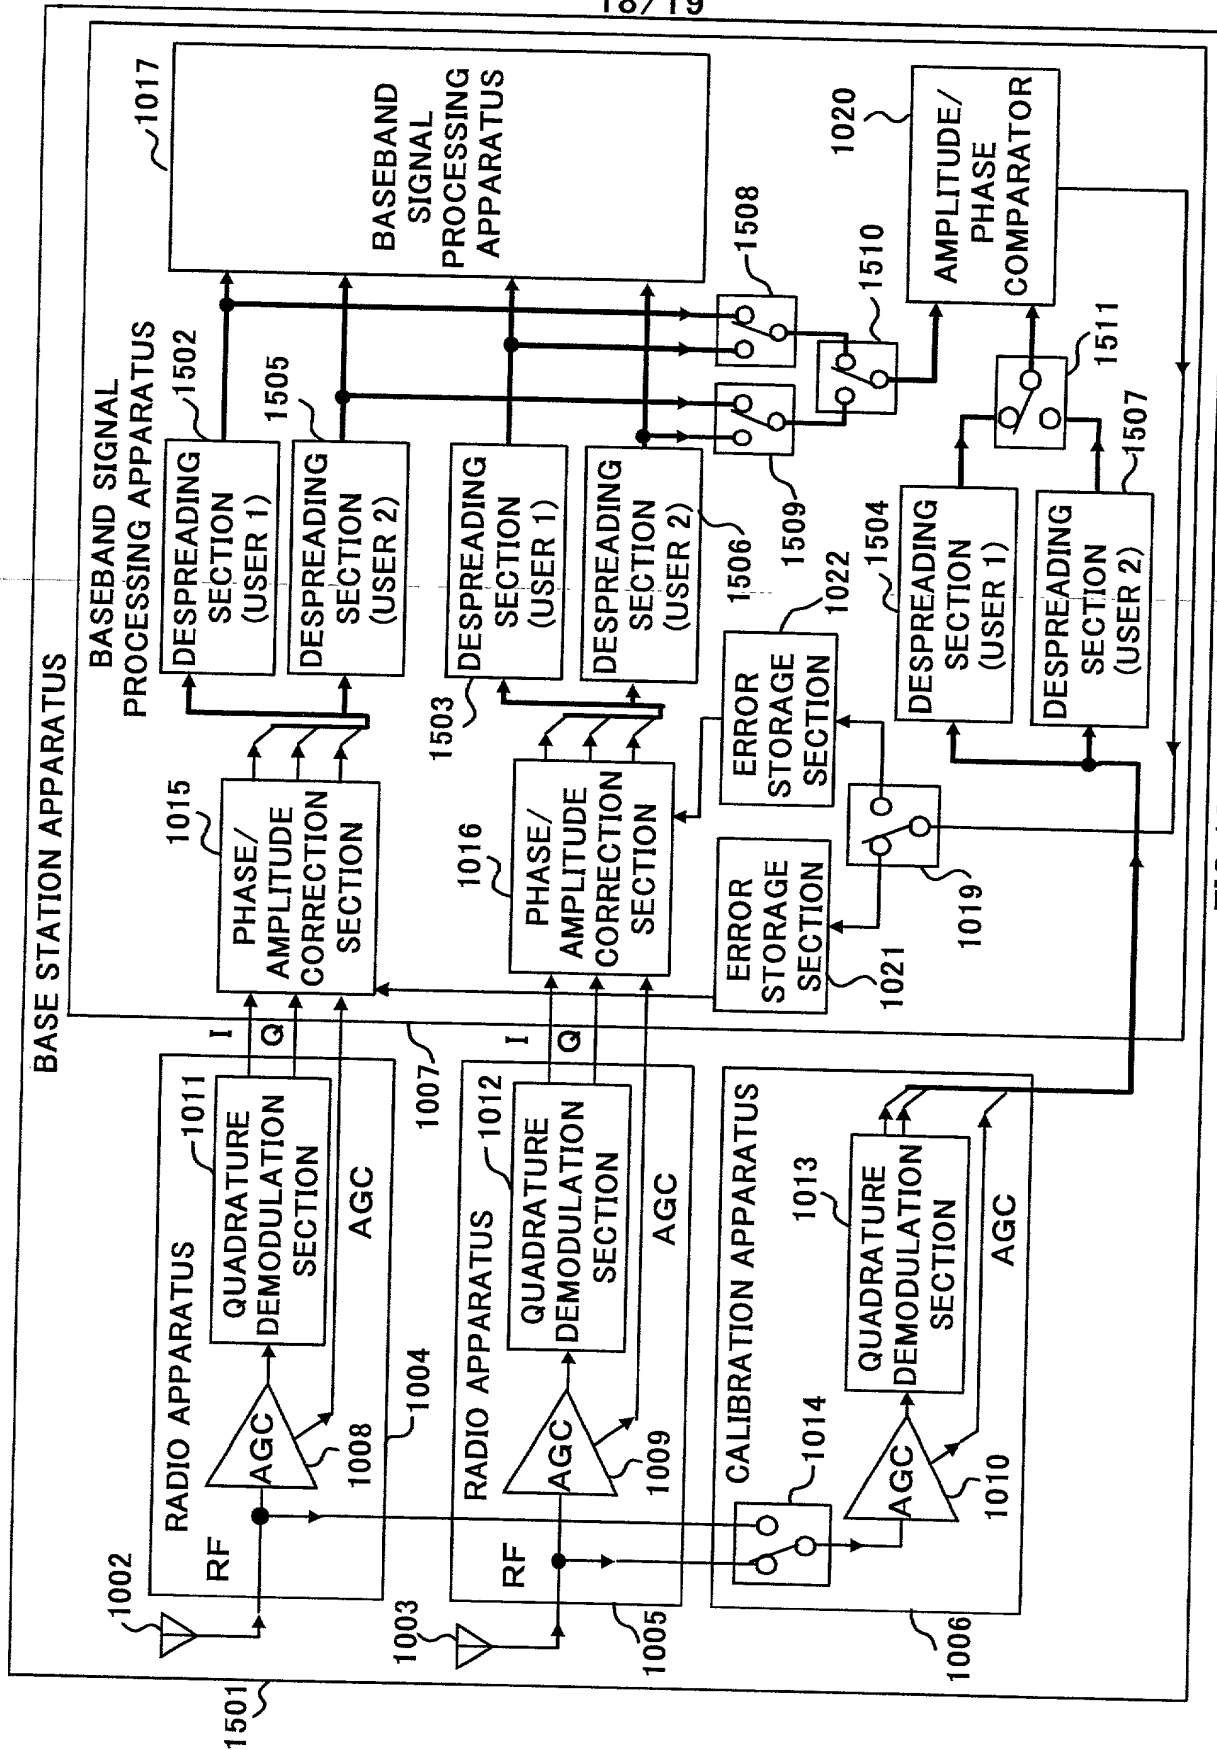 18/19
BASE STATION APPARATUS
1501
1002
RF
RADIO APPARATUS
AGC
1008
1004
QUADRATURE
DEMODULATION
SECTION
1011
AGC
I
Q
1007
BASEBAND SIGNAL
PROCESSING APPARATUS
PHASE/
AMPLITUDE
CORRECTION
SECTION
1015
DESPREADING
SECTION
(USER 1)
1502
DESPREADING
SECTION
(USER 2)
1505
BASEBAND
SIGNAL
PROCESSING
APPARATUS
1017
1003
RF
RADIO APPARATUS
AGC
1009
1005
QUADRATURE
DEMODULATION
SECTION
1012
AGC
I
Q
PHASE/
AMPLITUDE
CORRECTION
SECTION
1016
DESPREADING
SECTION
(USER 1)
1503
DESPREADING
SECTION
(USER 2)
1506
1508
1509
1510
CALIBRATION APPARATUS
1014
AGC
1010
1006
QUADRATURE
DEMODULATION
SECTION
1013
AGC
ERROR
STORAGE
SECTION
1021
ERROR
STORAGE
SECTION
1022
1019
DESPREADING
SECTION
(USER 1)
1504
DESPREADING
SECTION
(USER 2)
1507
1511
AMPLITUDE/
PHASE
COMPARATOR
1020